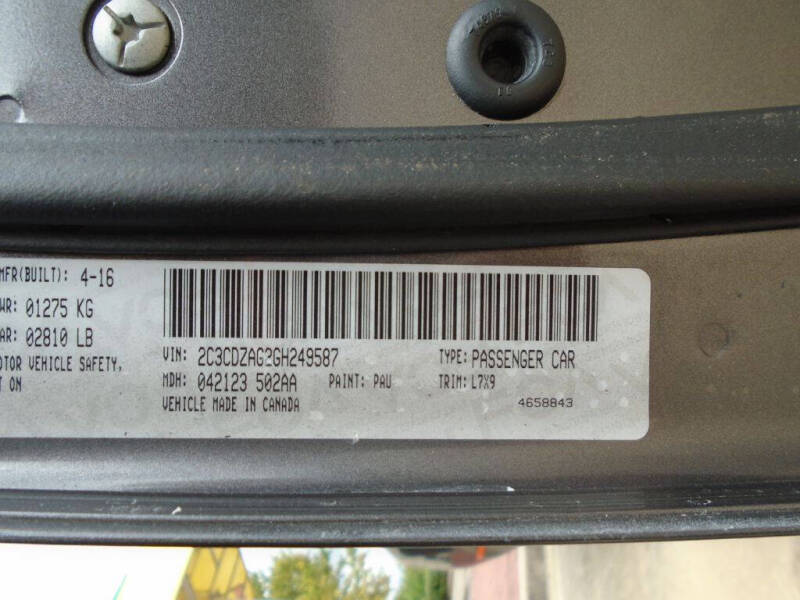 MFR(BUILT): 4-16
WR: 01275 KG
AR: 02810 LB
OTOR VEHICLE SAFETY,
T ON
VIN: 2C3CDZAG2GH249587
TYPE: PASSENGER CAR
MDH: 042123 502AA
PAINT: PAU
TRIM: L7X9
VEHICLE MADE IN CANADA
4658843